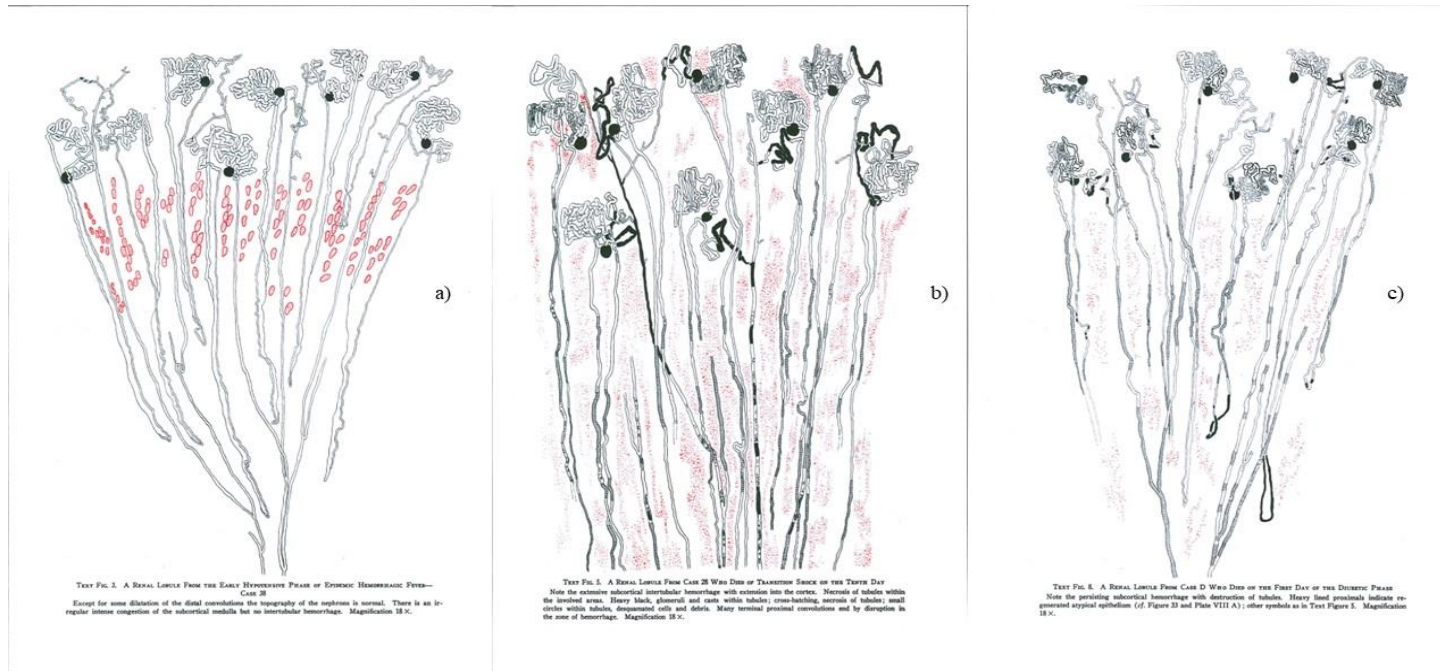 a)
TEXT FIG. 3. A RENAL LOBULE FROM THE EARLY HYPOTENSIVE PHASE OF EPIDEMIC HEMORRHAGIC FEVER—
CASE 38
Except for some dilatation of the distal convolutions the topography of the nephrons is normal. There is an ir-
regular intense congestion of the subcortical medulla but no intertubular hemorrhage. Magnification 18 ×.
b)
TEXT FIG. 5. A RENAL LOBULE FROM CASE 28 WHO DIED OF TRANSITION SHOCK ON THE TENTH DAY
Note the extensive subcortical intertubular hemorrhage with extension into the cortex. Necrosis of tubules within
the involved areas. Heavy black, glomeruli and casts within tubules; cross-hatching, necrosis of tubules; small
circles within tubules, desquamated cells and debris. Many terminal proximal convolutions end by disruption in
the zone of hemorrhage. Magnification 18 ×.
c)
TEXT FIG. 8. A RENAL LOBULE FROM CASE D WHO DIED ON THE FIRST DAY OF THE DIURETIC PHASE
Note the persisting subcortical hemorrhage with destruction of tubules. Heavy lined proximals indicate re-
generated atypical epithelium (cf. Figure 33 and Plate VIII A); other symbols as in Text Figure 5. Magnification
18 ×.